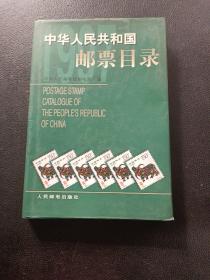 中华人民共和国
邮票目录
POSTAGE STAMP
CATALOGUE OF
THE PEOPLE'S REPUBLIC
OF CHINA
人民邮电出版社